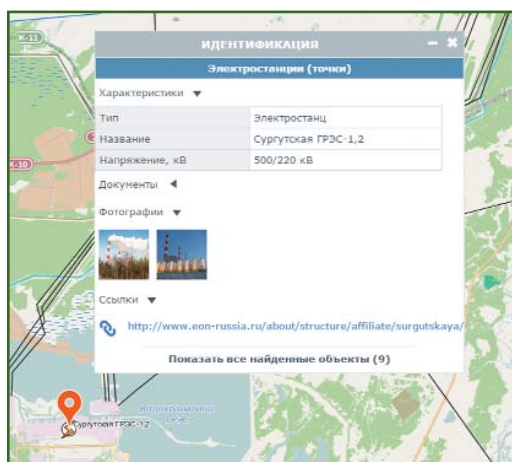 К-11
ИДЕНТИФИКАЦИЯ
Электростанции (точки)
Характеристики
Тип Электростанц
Название Сургутская ГРЭС-1,2
Напряжение, кВ 500/220 кВ
К-10
Документы
Фотографии
Ссылки
http://www.eon-russia.ru/about/structure/affiliate/surgutskaya/
Показать все найденные объекты (9)
Водохранилище
ГРЭС
Сургутская ГРЭС-1,2